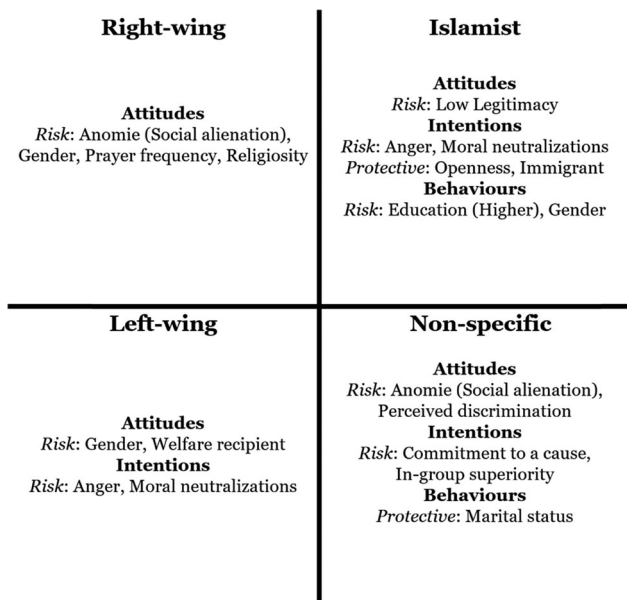 Right-wing
Attitudes
Risk: Anomie (Social alienation),
Gender, Prayer frequency, Religiosity
Islamist
Attitudes
Risk: Low Legitimacy
Intentions
Risk: Anger, Moral neutralizations
Protective: Openness, Immigrant
Behaviours
Risk: Education (Higher), Gender
Left-wing
Attitudes
Risk: Gender, Welfare recipient
Intentions
Risk: Anger, Moral neutralizations
Non-specific
Attitudes
Risk: Anomie (Social alienation),
Perceived discrimination
Intentions
Risk: Commitment to a cause,
In-group superiority
Behaviours
Protective: Marital status